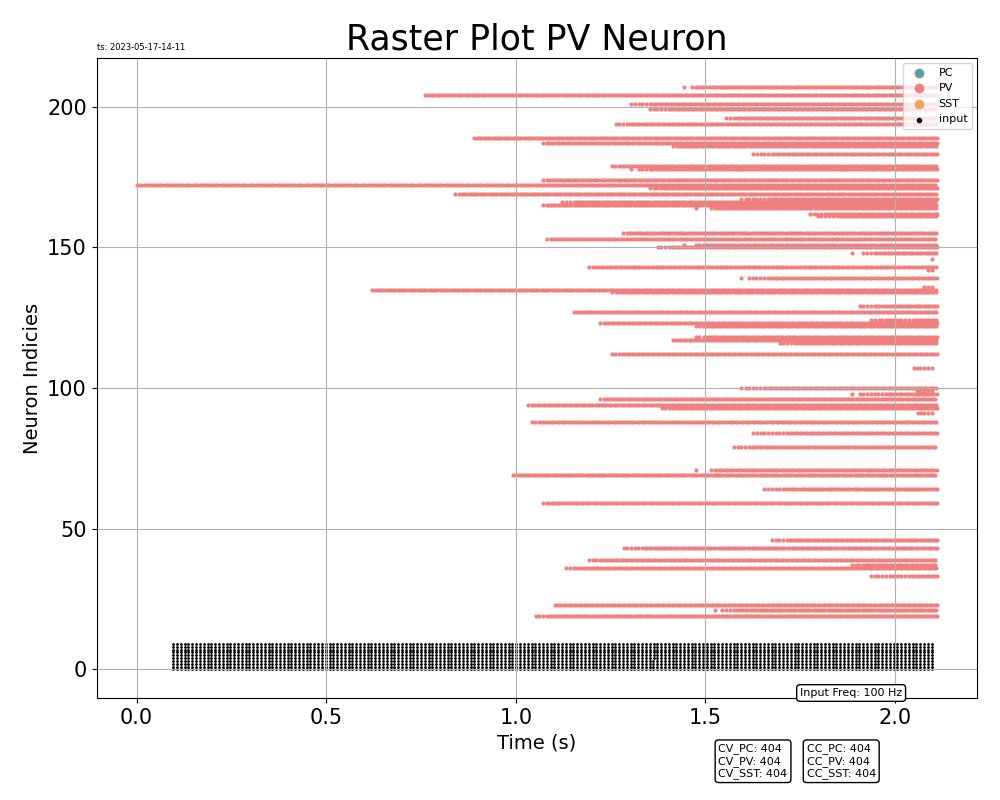 Raster Plot PV Neuron
ts: 2023-05-17-14-11
PC
PV
SST
input
200
150
100
50
0
Neuron Indicies
0.0 0.5 1.0 1.5 2.0
Time (s)
Input Freq: 100 Hz
CV_PC: 404
CV_PV: 404
CV_SST: 404
CC_PC: 404
CC_PV: 404
CC_SST: 404